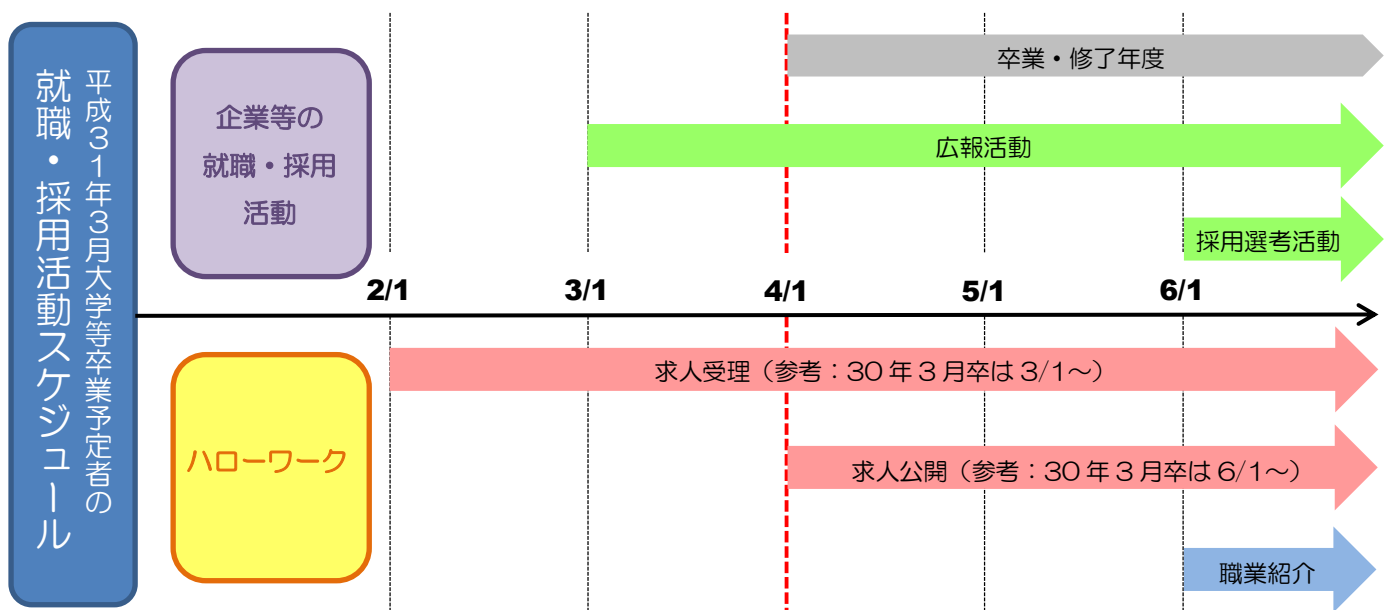 平成３１年３月大学等卒業予定者の
就職・採用活動スケジュール
企業等の
就職・採用
活動
卒業・修了年度
広報活動
採用選考活動
2/1
3/1
4/1
5/1
6/1
ハローワーク
求人受理（参考：30年3月卒は3/1～）
求人公開（参考：30年3月卒は6/1～）
職業紹介